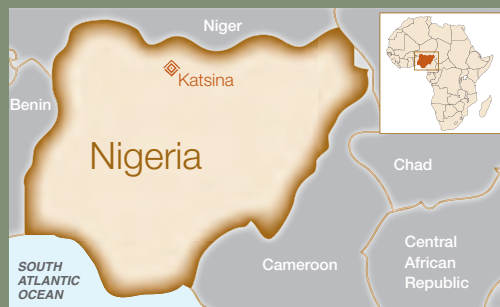 Niger
Katsina
Benin
Nigeria
Chad
Cameroon
Central
African
Republic
SOUTH
ATLANTIC
OCEAN